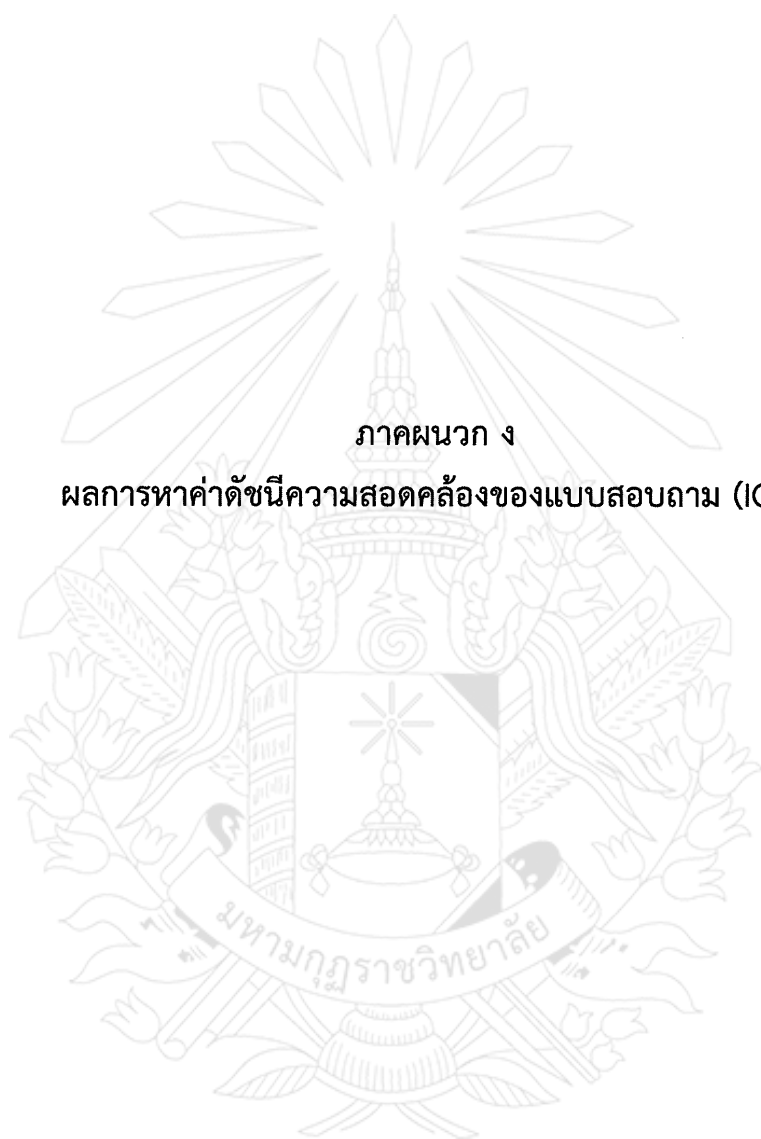 ภาคผนวก ง
ผลการหาค่าดัชนีความสอดคล้องของแบบสอบถาม (IC
มหามกุฏราชวิทยาลัย